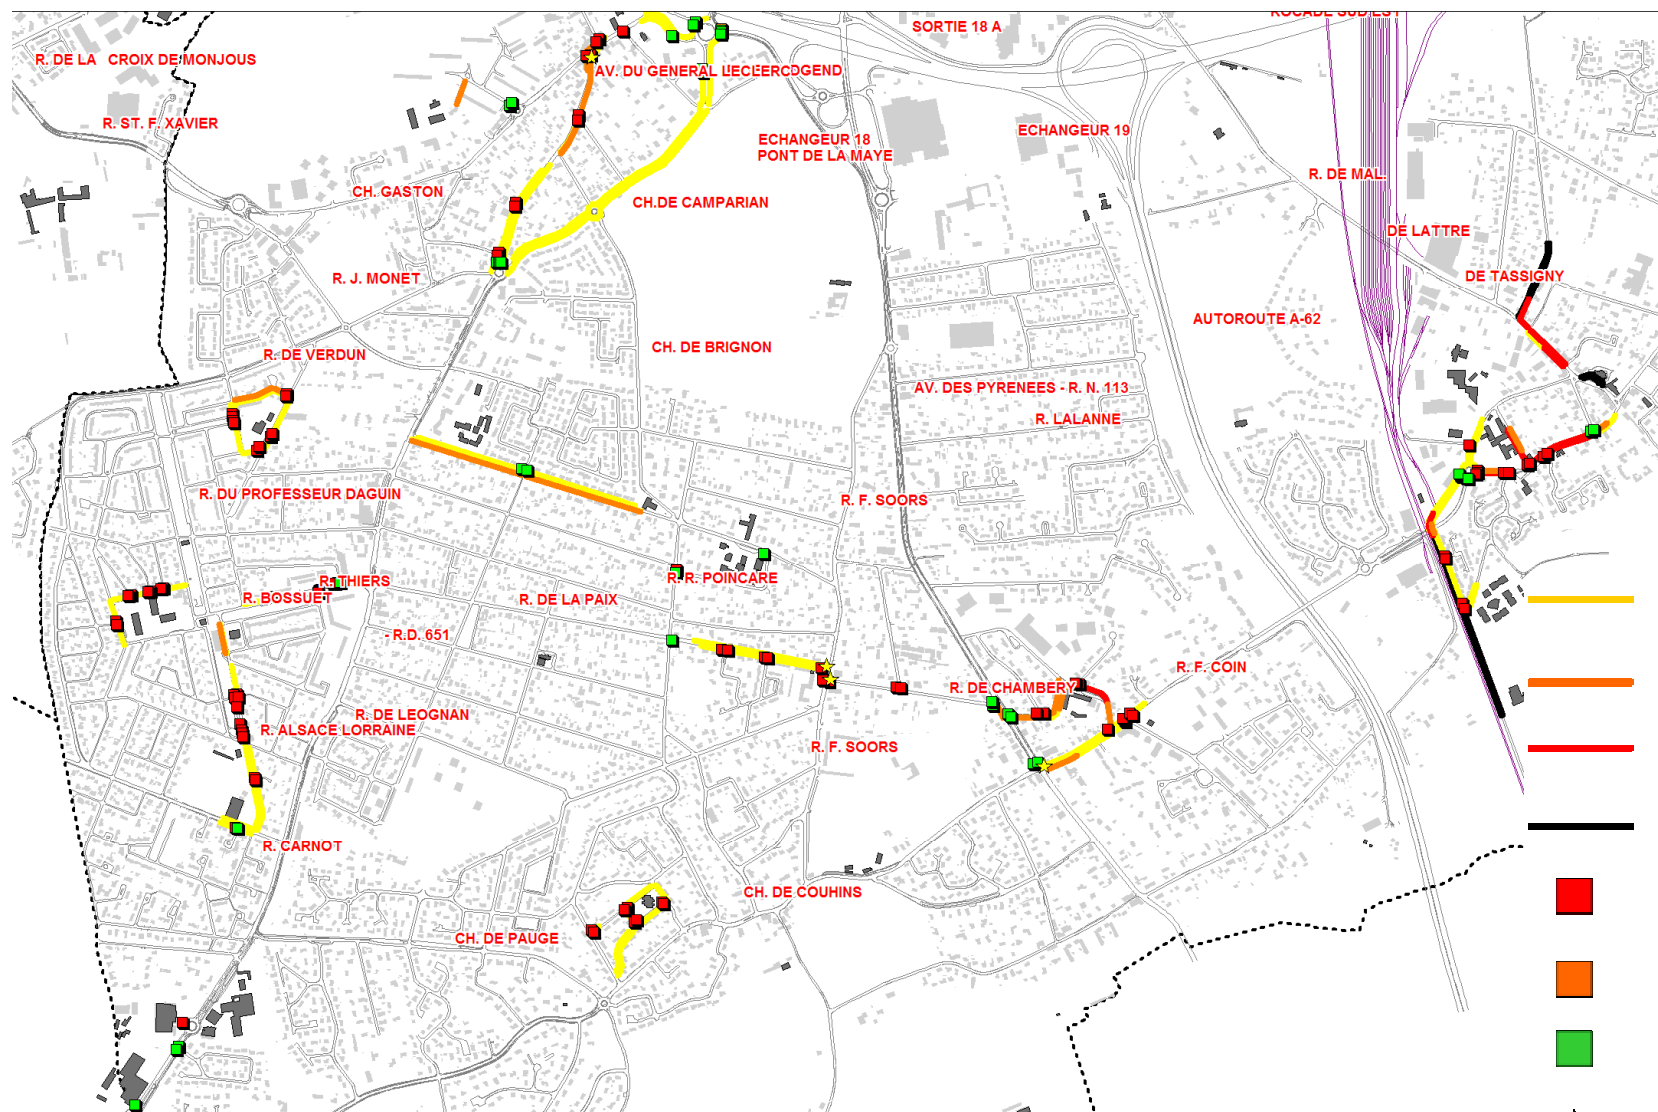 ROCADE SUD EST
SORTIE 18 A
R. DE LA   CROIX DE MONJOUS
AV. DU GENERAL LECLERC
R. ST. F. XAVIER
ECHANGEUR 19
ECHANGEUR 18
PONT DE LA MAYE
R. DE MAL.
CH. GASTON
CH.DE CAMPARIAN
DE LATTRE
R. J. MONET
DE TASSIGNY
AUTOROUTE A-62
R. DE VERDUN
CH. DE BRIGNON
AV. DES PYRENEES - R. N. 113
R. LALANNE
R. DU PROFESSEUR DAGUIN
R. F. SOORS
R. THIERS
R. R. POINCARE
R. BOSSUET
R. DE LA PAIX
- R.D. 651
R. F. COIN
R. DE CHAMBERY
R. DE LEOGNAN
R. ALSACE LORRAINE
R. F. SOORS
R. CARNOT
CH. DE COUHINS
CH. DE PAUGE